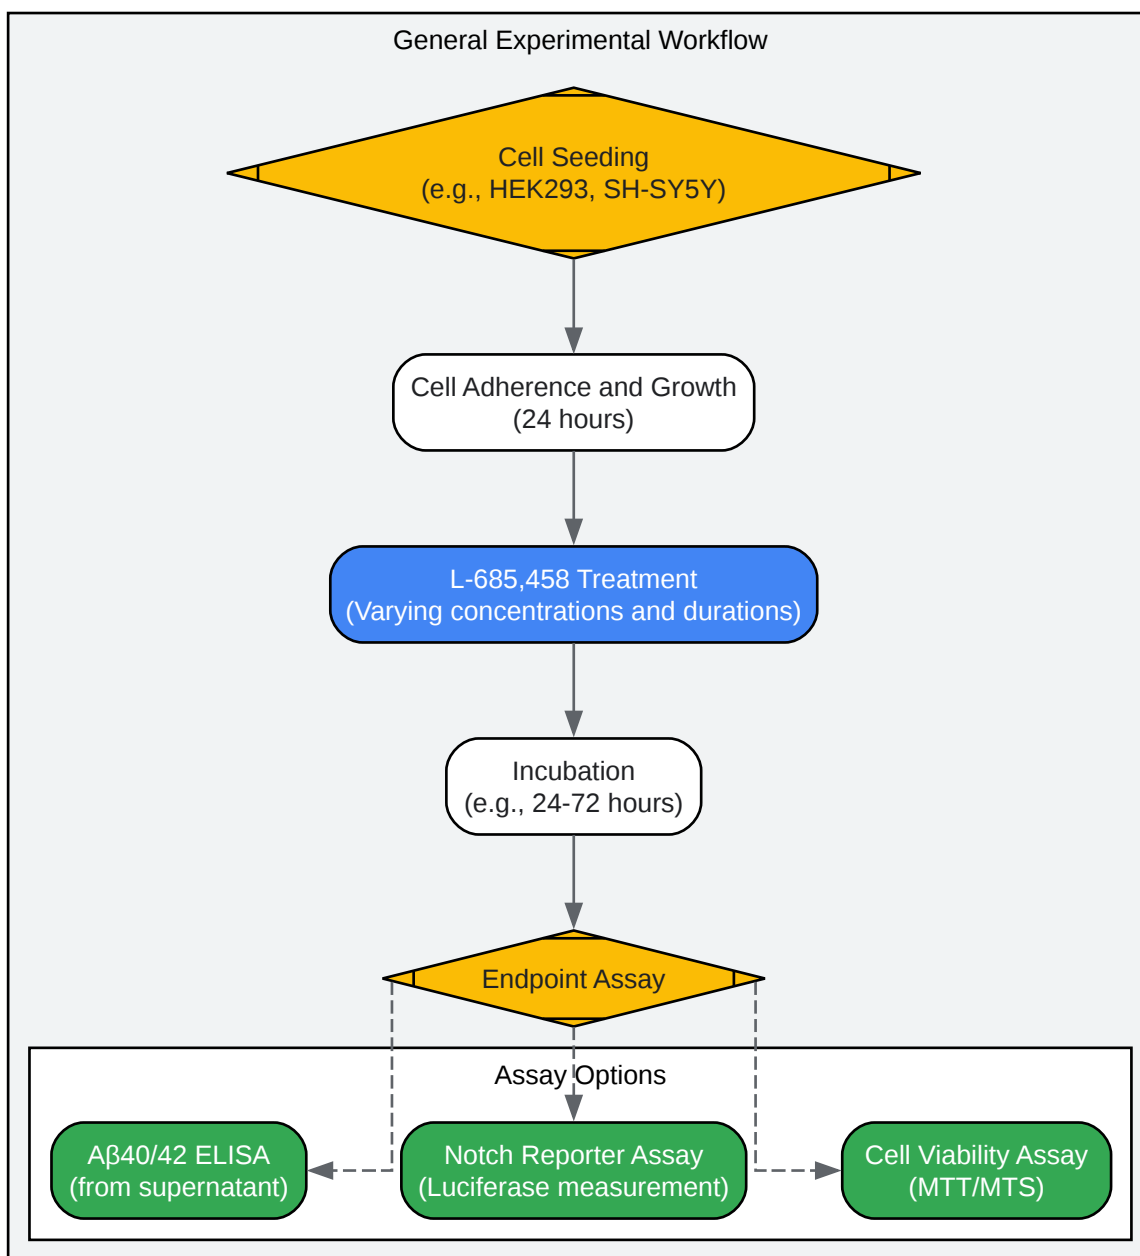 General Experimental Workflow
Cell Seeding
(e.g., HEK293, SH-SY5Y)
Cell Adherence and Growth
(24 hours)
L-685,458 Treatment
(Varying concentrations and durations)
Incubation
(e.g., 24-72 hours)
Endpoint Assay
Assay Options
Aβ40/42 ELISA
(from supernatant)
Notch Reporter Assay
(Luciferase measurement)
Cell Viability Assay
(MTT/MTS)